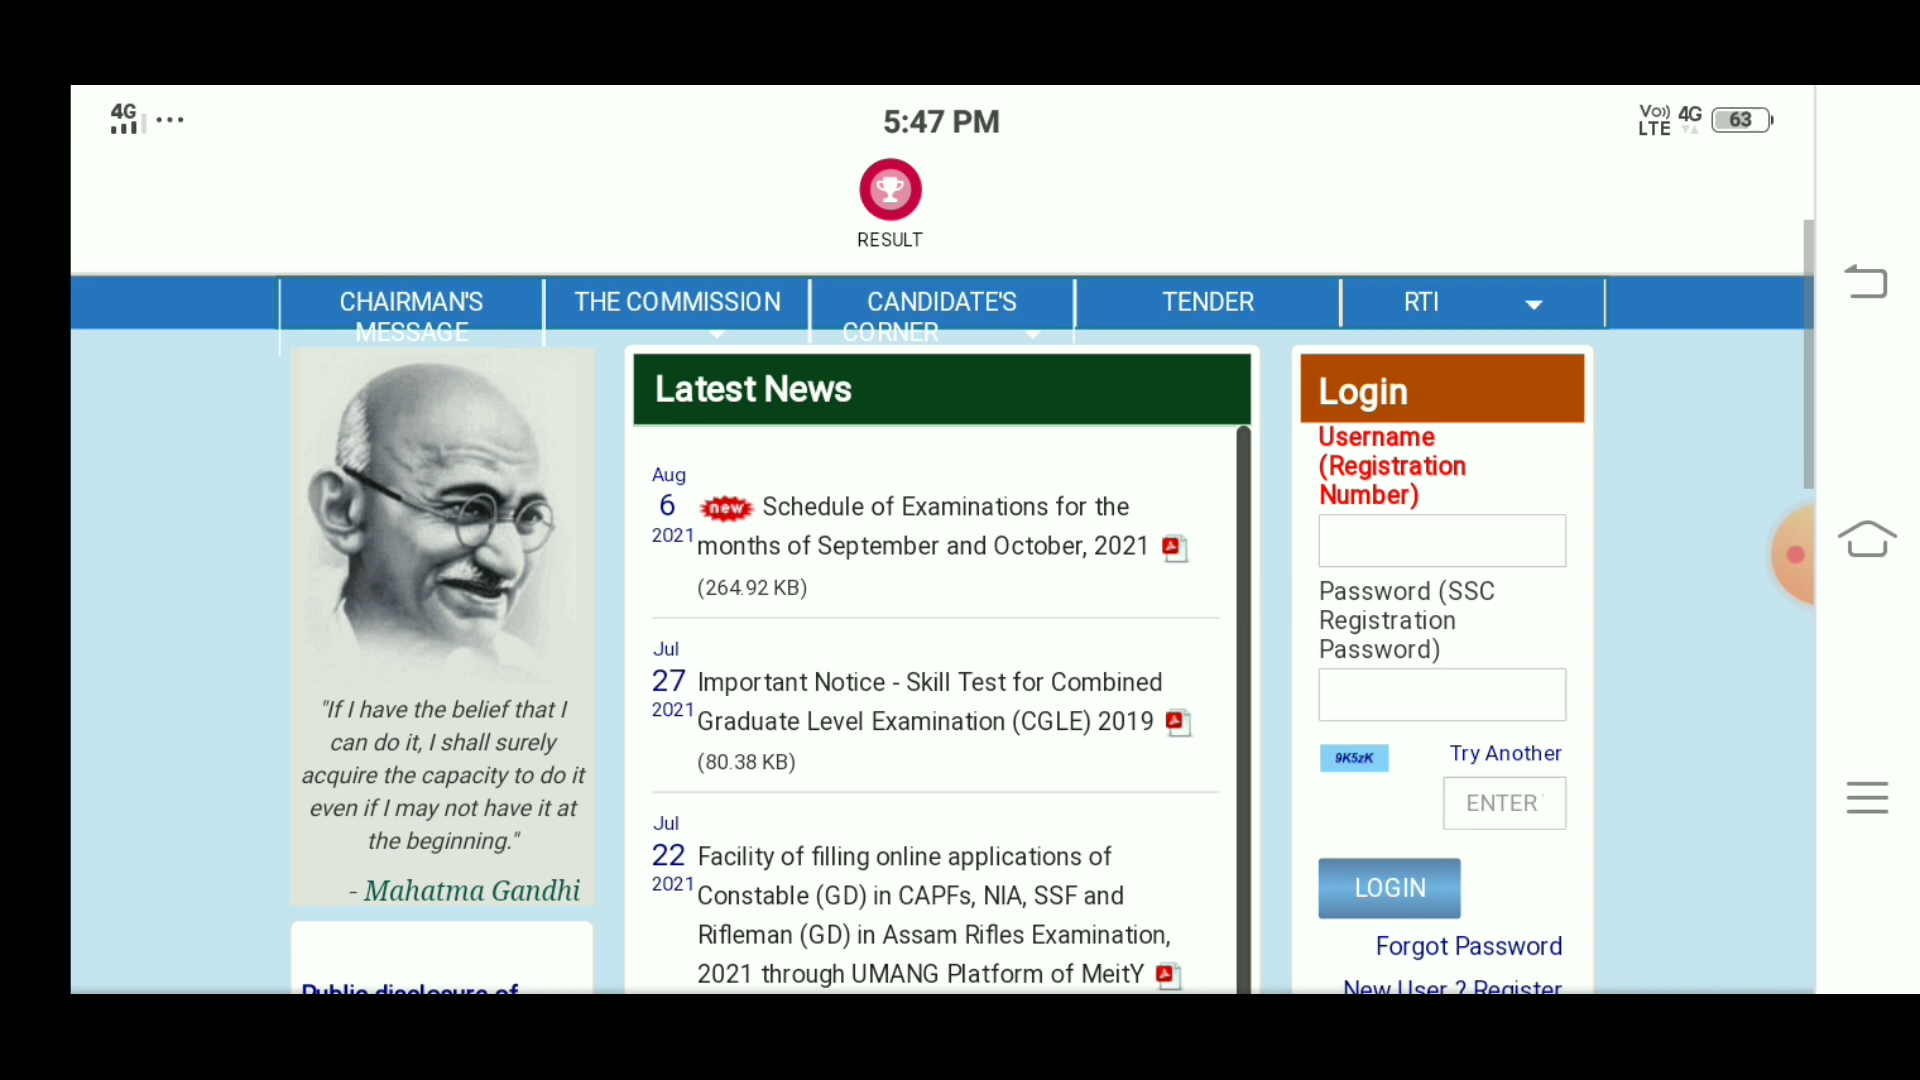 4G
5:47 PM
Vo)) 4G
LTE
63
RESULT
CHAIRMAN'S
MESSAGE
THE COMMISSION
CANDIDATE'S
CORNER
TENDER
RTI
"If I have the belief that I
can do it, I shall surely
acquire the capacity to do it
even if I may not have it at
the beginning."
- Mahatma Gandhi
Public disclosure of
Latest News
Aug
6
2021
new Schedule of Examinations for the
months of September and October, 2021
(264.92 KB)
Jul
27
2021
Important Notice - Skill Test for Combined
Graduate Level Examination (CGLE) 2019
(80.38 KB)
Jul
22
2021
Facility of filling online applications of
Constable (GD) in CAPFs, NIA, SSF and
Rifleman (GD) in Assam Rifles Examination,
2021 through UMANG Platform of MeitY
Login
Username
(Registration
Number)
Password (SSC
Registration
Password)
9K5zK
Try Another
ENTER
LOGIN
Forgot Password
New User ? Register